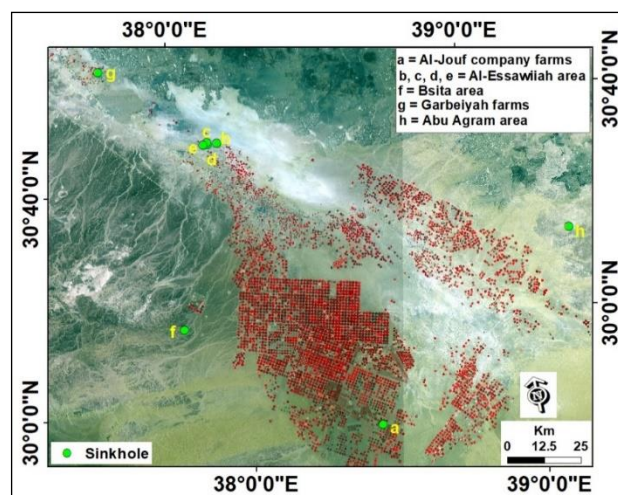 38°0'0"E
39°0'0"E
a = Al-Jouf company farms
b, c, d, e = Al-Essawiiah area
f = Bsita area
g = Garbeiyah farms
h = Abu Agram area
30°40'0"N
30°40'0"N
g
c
b
e
d
h
f
30°0'0"N
30°0'0"N
a
N
Km
0 12.5 25
Sinkhole
38°0'0"E
39°0'0"E